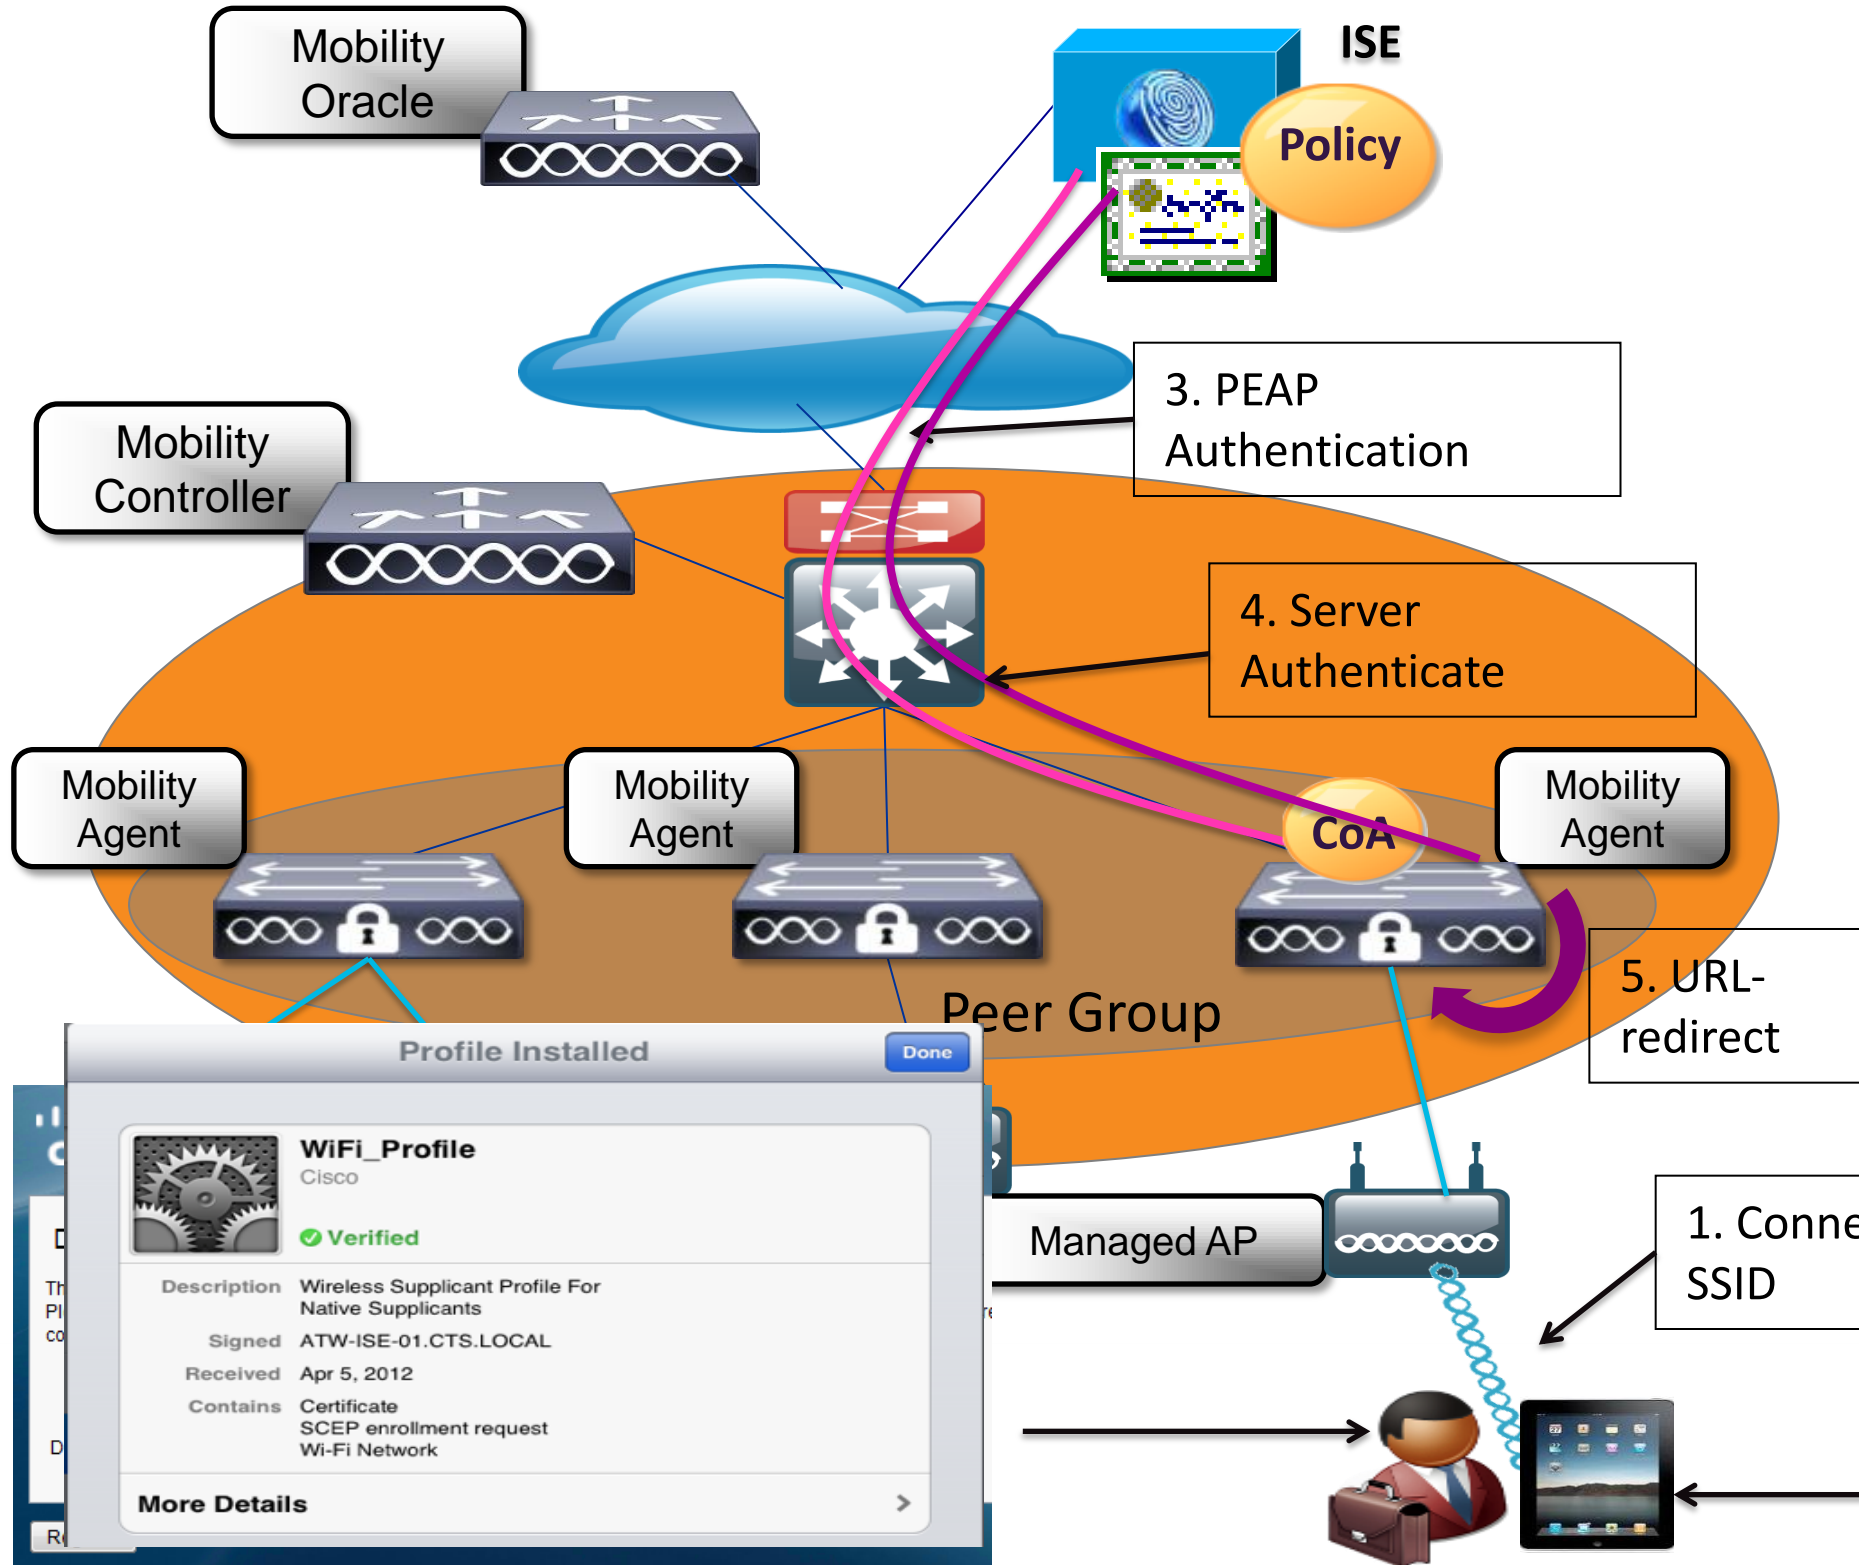 Mobility
Oracle
ISE
Policy
3. PEAP
Authentication
Mobility
Controller
4. Server
Authenticate
Mobility
Agent
Mobility
Agent
CoA
Mobility
Agent
5. URL-
redirect
Peer Group
Profile Installed
Done
WiFi_Profile
Cisco
Verified
Description Wireless Supplicant Profile For
Native Supplicants
Signed ATW-ISE-01.CTS.LOCAL
Received Apr 5, 2012
Contains Certificate
SCEP enrollment request
Wi-Fi Network
More Details
Managed AP
1.
SSID